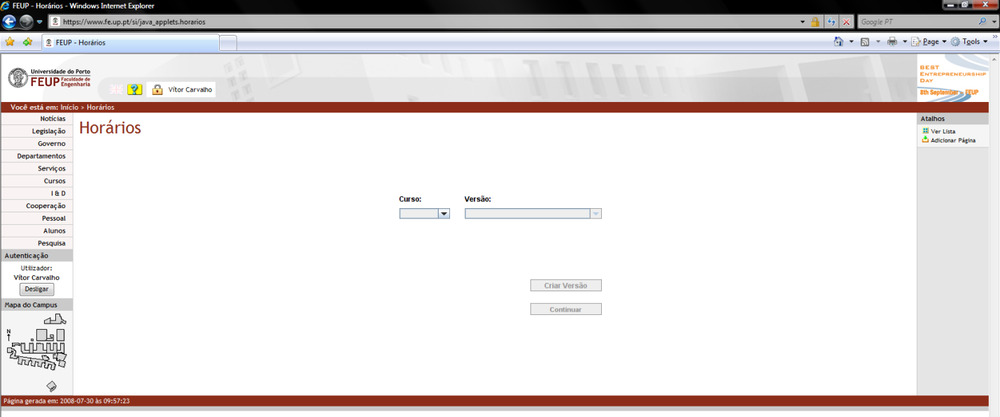 FEUP - Horários - Windows Internet Explorer
https://www.fe.up.pt/si/java_applets.horarios
Google PT
FEUP - Horários
Page
Tools
Universidade do Porto
FEUP Faculdade de Engenharia
Vítor Carvalho
BEST
ENTREPRENEURSHIP
DAY
8th September - FEUP
Você está em: Início > Horários
Notícias
Legislação
Governo
Departamentos
Serviços
Cursos
I & D
Cooperação
Pessoal
Alunos
Pesquisa
Autenticação
Utilizador:
Vítor Carvalho
Desligar
Mapa do Campus
N
Horários
Curso:
Versão:
Criar Versão
Continuar
Atalhos
Ver Lista
Adicionar Página
Página gerada em: 2008-07-30 às 09:57:23